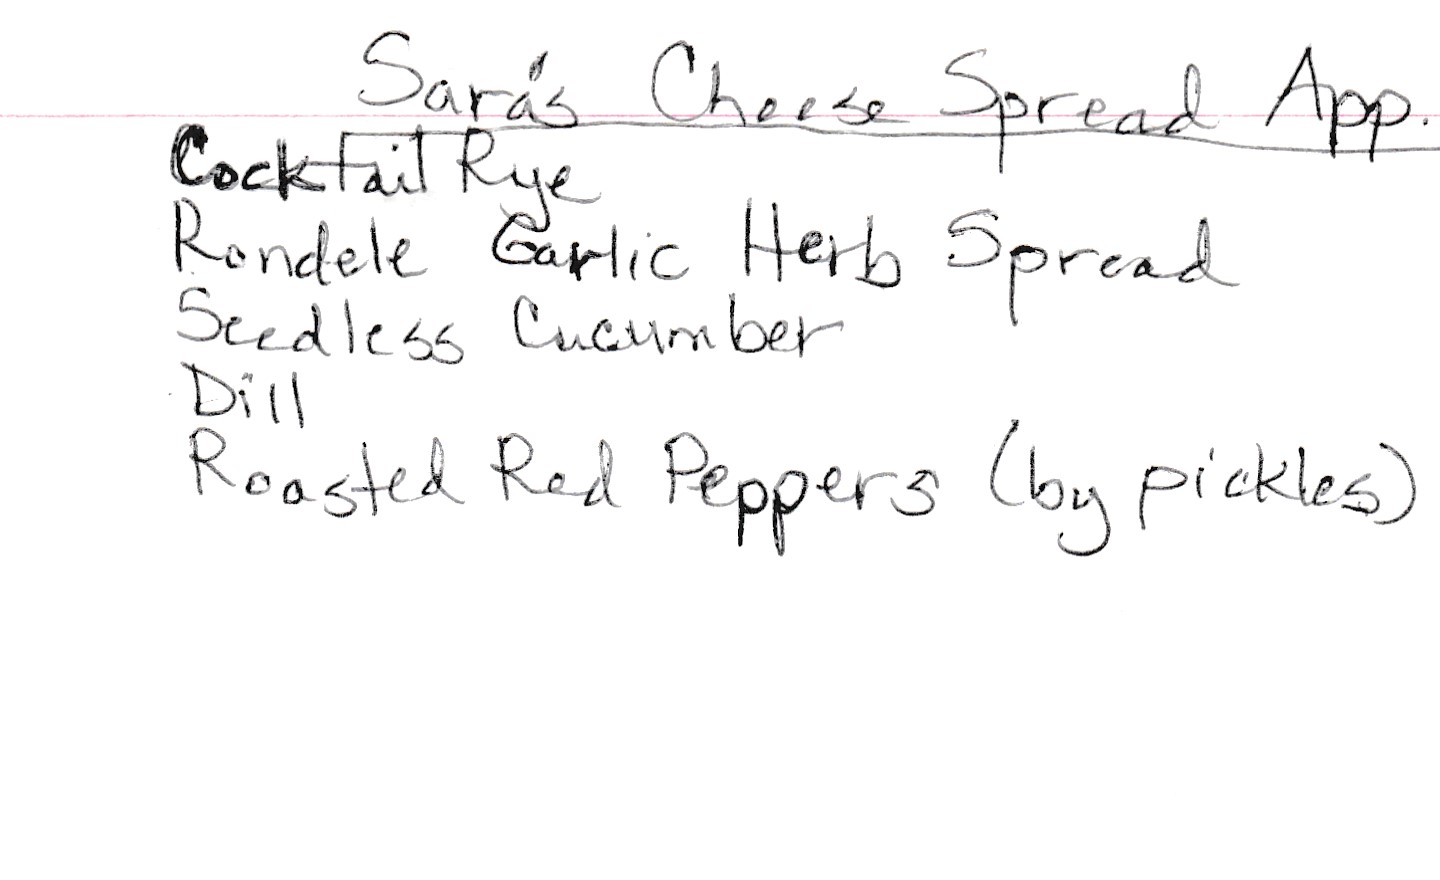 Sara's Cheese Spread App.
Cocktail Rye
Rondele Garlic Herb Spread
Seedless Cucumber
Dill
Roasted Red Peppers (by pickles)